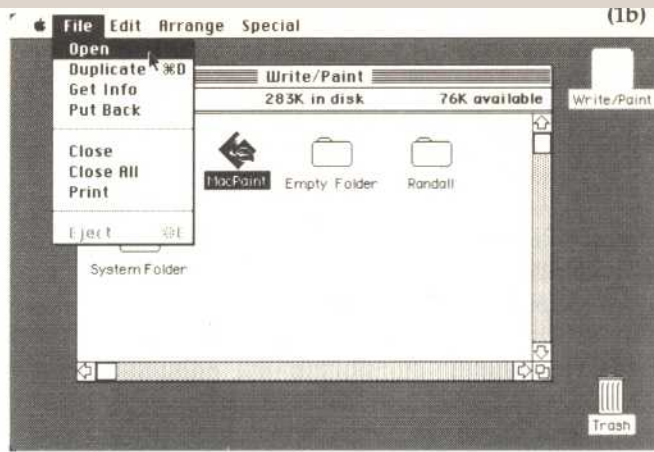 (1b)
File Edit Arrange Special
Open
Duplicate ⌘D
Get Info
Put Back
Close
Close All
Print
Eject ⌘E
Write/Paint
283K in disk 76K available
MacPaint Empty Folder Randall
System Folder
Write/Paint
Trash